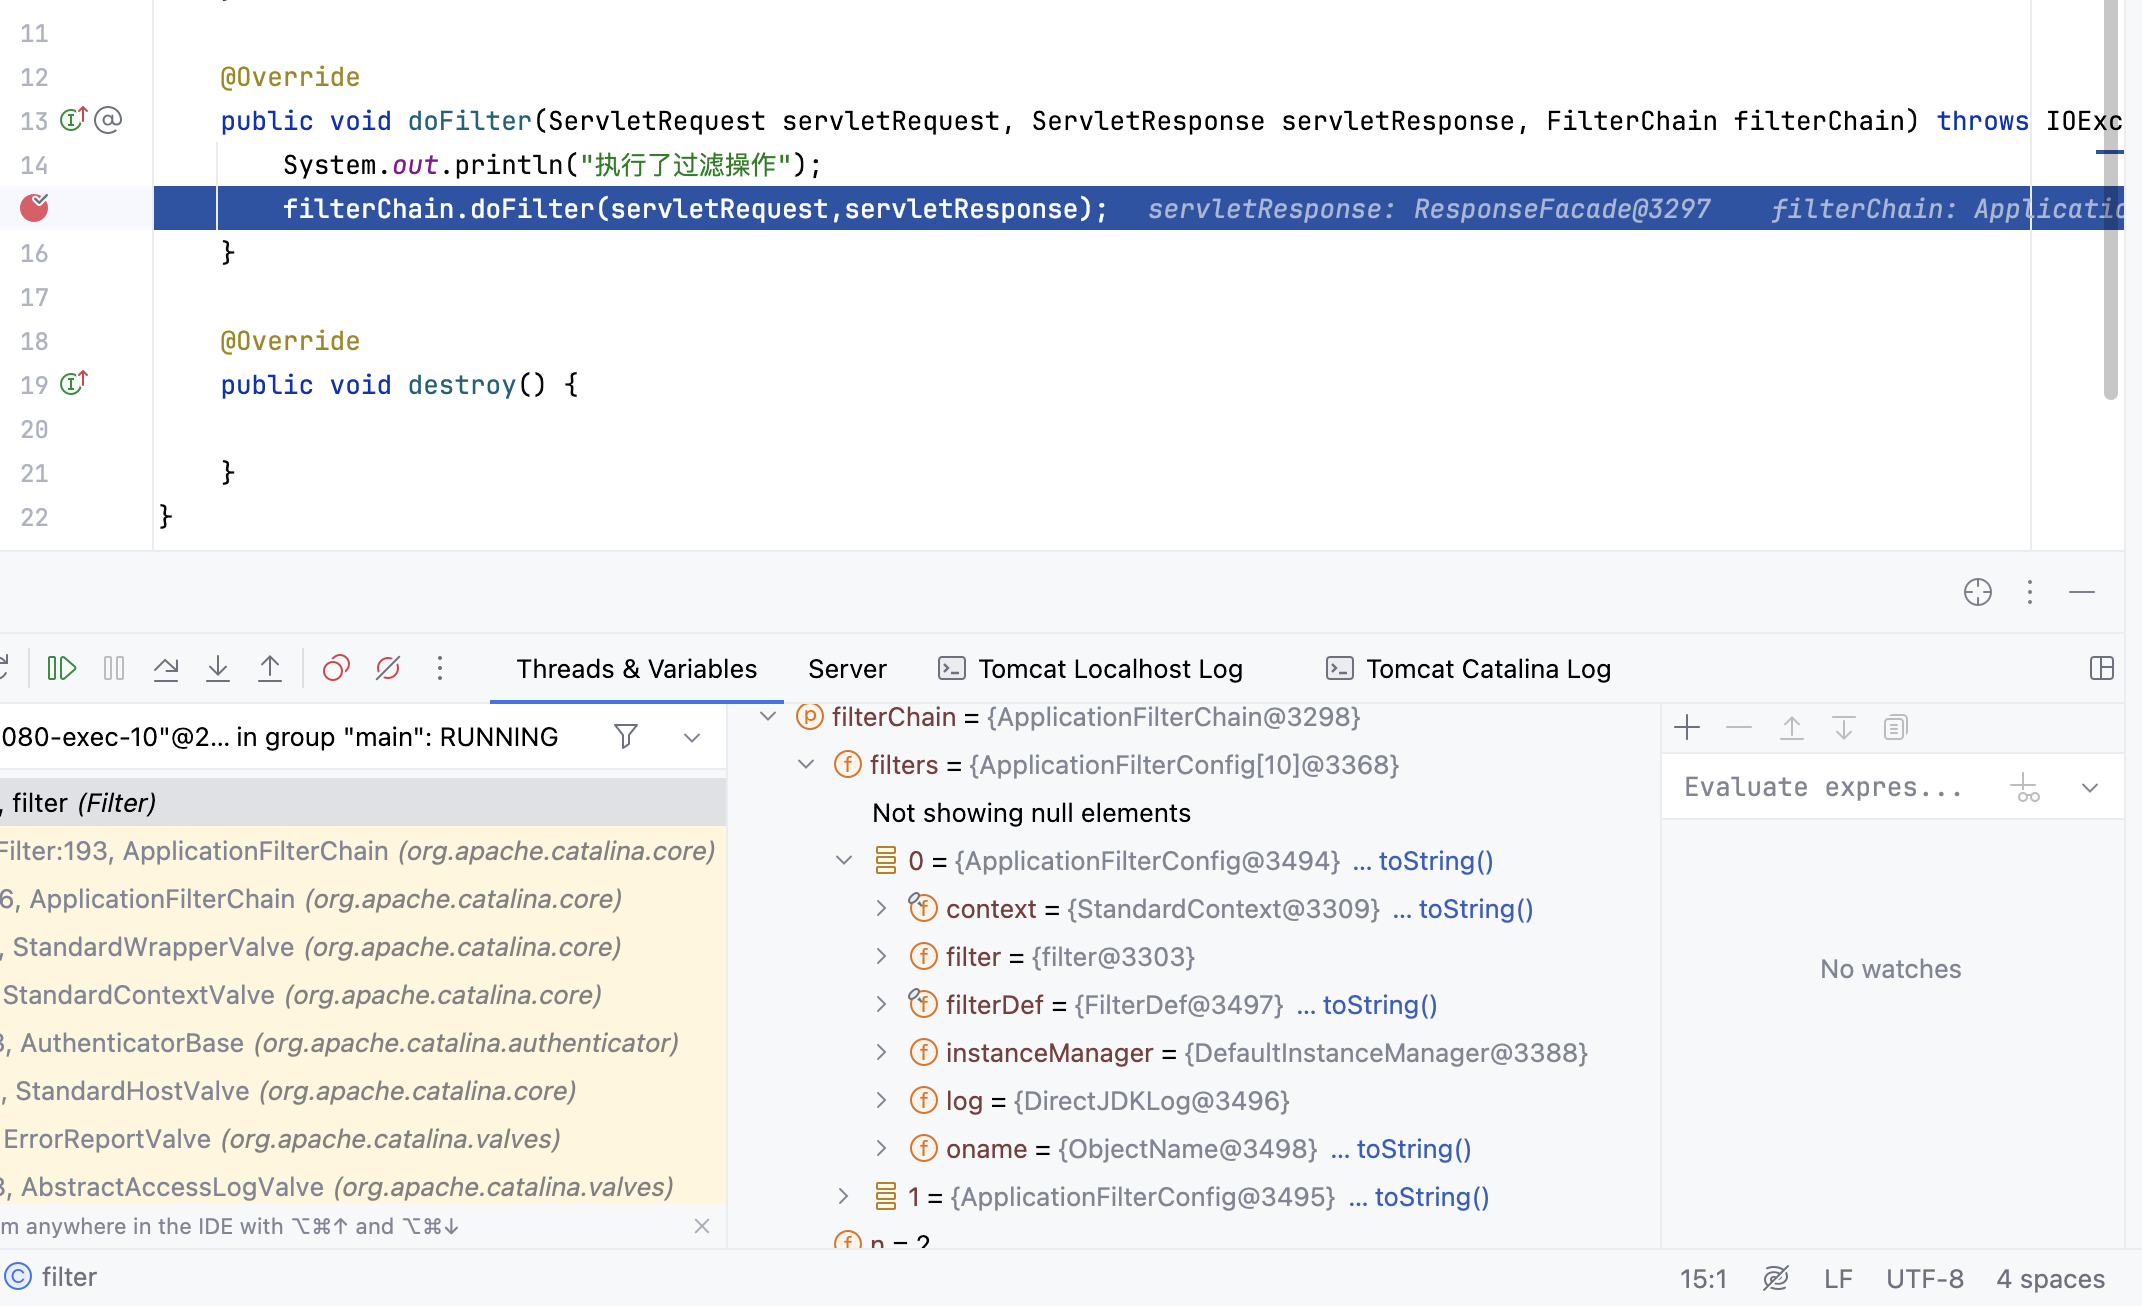 11
12 @Override
13 public void doFilter(ServletRequest servletRequest, ServletResponse servletResponse, FilterChain filterChain) throws IOExc
14 System.out.println("执行了过滤操作");
filterChain.doFilter(servletRequest,servletResponse); servletResponse: ResponseFacade@3297 filterChain: Applicatio
16 }
17
18 @Override
19 public void destroy() {
20
21 }
22 }
Threads & Variables Server Tomcat Localhost Log Tomcat Catalina Log
080-exec-10"@2... in group "main": RUNNING
, filter (Filter)
Filter:193, ApplicationFilterChain (org.apache.catalina.core)
6, ApplicationFilterChain (org.apache.catalina.core)
, StandardWrapperValve (org.apache.catalina.core)
StandardContextValve (org.apache.catalina.core)
3, AuthenticatorBase (org.apache.catalina.authenticator)
, StandardHostValve (org.apache.catalina.core)
ErrorReportValve (org.apache.catalina.valves)
3, AbstractAccessLogValve (org.apache.catalina.valves)
m anywhere in the IDE with ⌥⌘↑ and ⌥⌘↓
filterChain = {ApplicationFilterChain@3298}
filters = {ApplicationFilterConfig[10]@3368}
Not showing null elements
0 = {ApplicationFilterConfig@3494} ... toString()
context = {StandardContext@3309} ... toString()
filter = {filter@3303}
filterDef = {FilterDef@3497} ... toString()
instanceManager = {DefaultInstanceManager@3388}
log = {DirectJDKLog@3496}
oname = {ObjectName@3498} ... toString()
1 = {ApplicationFilterConfig@3495} ... toString()
n = 2
Evaluate expres...
No watches
filter
15:1 LF UTF-8 4 spaces